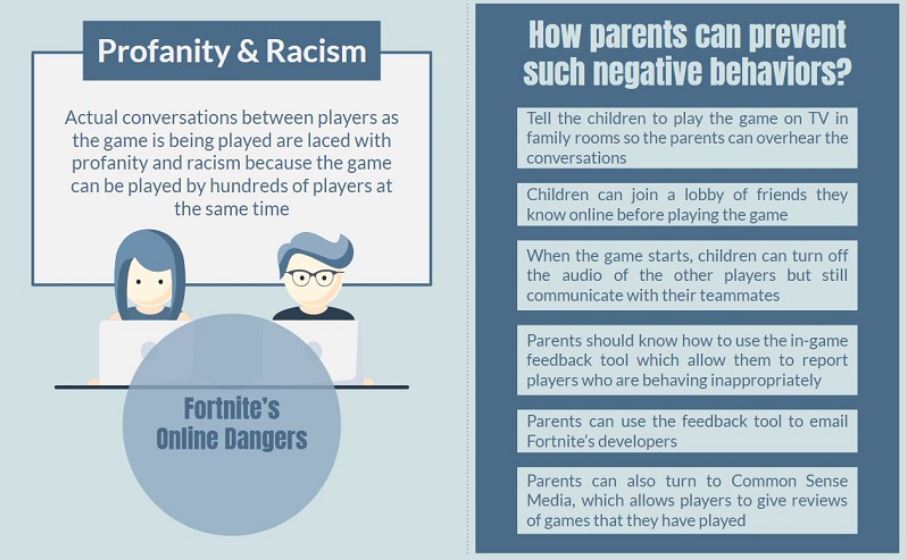 Profanity & Racism
Actual conversations between players as
the game is being played are laced with
profanity and racism because the game
can be played by hundreds of players at
the same time
Fortnite's
Online Dangers
How parents can prevent
such negative behaviors?
Tell the children to play the game on TV in
family rooms so the parents can overhear the
conversations
Children can join a lobby of friends they
know online before playing the game
When the game starts, children can turn off
the audio of the other players but still
communicate with their teammates
Parents should know how to use the in-game
feedback tool which allow them to report
players who are behaving inappropriately
Parents can use the feedback tool to email
Fortnite's developers
Parents can also turn to Common Sense
Media, which allows players to give reviews
of games that they have played